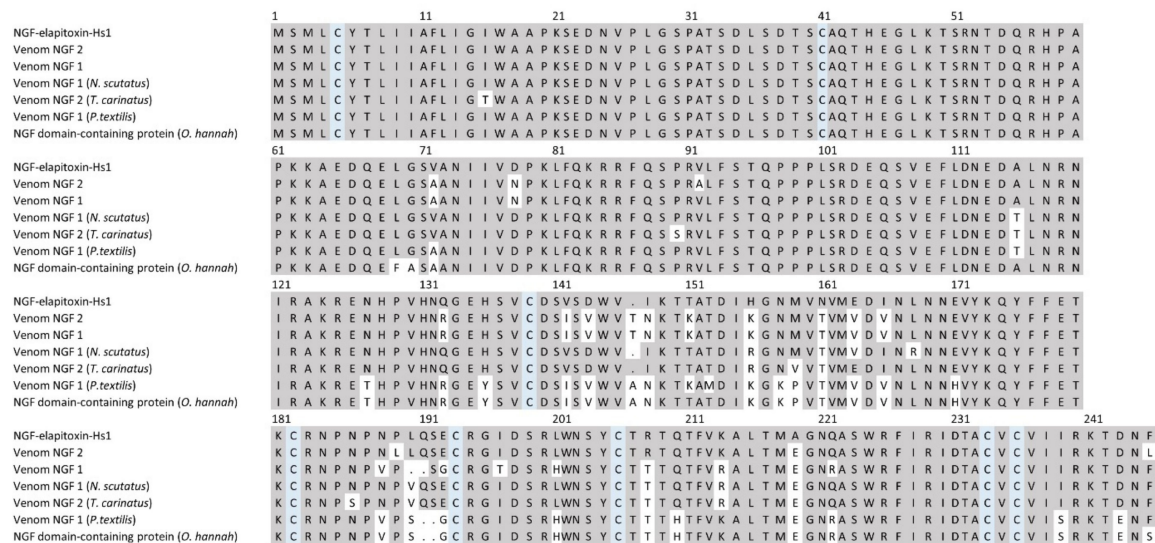 1 11 21 31 41 51
NGF-elapitoxin-Hs1 M S M L C Y T L I I A F L I G I W A A P K S E D N V P L G S P A T S D L S D T S C A Q T H E G L K T S R N T D Q R H P A
Venom NGF 2 M S M L C Y T L I I A F L I G I W A A P K S E D N V P L G S P A T S D L S D T S C A Q T H E G L K T S R N T D Q R H P A
Venom NGF 1 M S M L C Y T L I I A F L I G I W A A P K S E D N V P L G S P A T S D L S D T S C A Q T H E G L K T S R N T D Q R H P A
Venom NGF 1 (N. scutatus) M S M L C Y T L I I A F L I G I W A A P K S E D N V P L G S P A T S D L S D T S C A Q T H E G L K T S R N T D Q R H P A
Venom NGF 2 (T. carinatus) M S M L C Y T L I I A F L I G T W A A P K S E D N V P L G S P A T S D L S D T S C A Q T H E G L K T S R N T D Q R H P A
Venom NGF 1 (P.textilis) M S M L C Y T L I I A F L I G I W A A P K S E D N V P L G S P A T S D L S D T S C A Q T H E G L K T S R N T D Q R H P A
NGF domain-containing protein (O. hannah) M S M L C Y T L I I A F L I G I W A A P K S E D N V P L G S P A T S D L S D T S C A Q T H E G L K T S R N T D Q R H P A
61 71 81 91 101 111
NGF-elapitoxin-Hs1 P K K A E D Q E L G S V A N I I V D P K L F Q K R R F Q S P R V L F S T Q P P P L S R D E Q S V E F L D N E D A L N R N
Venom NGF 2 P K K A E D Q E L G S A A N I I V N P K L F Q K R R F Q S P R A L F S T Q P P P L S R D E Q S V E F L D N E D A L N R N
Venom NGF 1 P K K A E D Q E L G S A A N I I V N P K L F Q K R R F Q S P R V L F S T Q P P P L S R D E Q S V E F L D N E D A L N R N
Venom NGF 1 (N. scutatus) P K K A E D Q E L G S V A N I I V D P K L F Q K R R F Q S P R V L F S T Q P P P L S R D E Q S V E F L D N E D T L N R N
Venom NGF 2 (T. carinatus) P K K A E D Q E L G S V A N I I V D P K L F Q K R R F Q S S R V L F S T Q P P P L S R D E Q S V E F L D N E D T L N R N
Venom NGF 1 (P.textilis) P K K A E D Q E L G S A A N I I V D P K L F Q K R R F Q S P R V L F S T Q P P P L S R D E Q S V E F L D N E D T L N R N
NGF domain-containing protein (O. hannah) P K K A E D Q E F A S A A N I I V D P K L F Q K R R F Q S P R V L F S T Q P P P L S R D E Q S V E F L D N E D A L N R N
121 131 141 151 161 171
NGF-elapitoxin-Hs1 I R A K R E N H P V H N Q G E H S V C D S V S D W V . I K T T A T D I H G N M V N V M E D I N L N N E V Y K Q Y F F E T
Venom NGF 2 I R A K R E N H P V H N R G E H S V C D S I S V W V T N K T K A T D I K G N M V T V M V D V N L N N E V Y K Q Y F F E T
Venom NGF 1 I R A K R E N H P V H N R G E H S V C D S I S V W V T N K T K A T D I K G N M V T V M V D V N L N N E V Y K Q Y F F E T
Venom NGF 1 (N. scutatus) I R A K R E N H P V H N Q G E H S V C D S V S D W V . I K T T A T D I R G N M V T V M V D I N R N N E V Y K Q Y F F E T
Venom NGF 2 (T. carinatus) I R A K R E N H P V H N Q G E H S V C D S V S D W V . I K T T A T D I R G N V V T V M E D I N L N N E V Y K Q Y F F E T
Venom NGF 1 (P.textilis) I R A K R E T H P V H N R G E Y S V C D S I S V W V A N K T K A M D I K G K P V T V M V D V N L N N H V Y K Q Y F F E T
NGF domain-containing protein (O. hannah) I R A K R E T H P V H N R G E Y S V C D S I S V W V A N K T T A T D I K G K P V T V M V D V N L N N E V Y K Q Y F F E T
181 191 201 211 221 231 241
NGF-elapitoxin-Hs1 K C R N P N P N P L Q S E C R G I D S R L W N S Y C T R T Q T F V K A L T M A G N Q A S W R F I R I D T A C V C V I I R K T D N F
Venom NGF 2 K C R N P N P N L L Q S E C R G I D S R L W N S Y C T R T Q T F V K A L T M E G N Q A S W R F I R I D T A C V C V I I R K T D N L
Venom NGF 1 K C R N P N P V P . . S G C R G T D S R H W N S Y C T T T Q T F V R A L T M E G N Q A S W R F I R I D T A C V C V I I R K T D N F
Venom NGF 1 (N. scutatus) K C R N P N P N P V Q S E C R G I D S R L W N S Y C T T T Q T F V R A L T M E G N Q A S W R F I R I D T A C V C V I I R K T D N F
Venom NGF 2 (T. carinatus) K C R N P S P N P V Q S E C R G I D S R L W N S Y C T T T Q T F V R A L T M E G N Q A S W R F I R I D T A C V C V I I R K T D N F
Venom NGF 1 (P.textilis) K C R N P N P V P S . . G C R G I D S R H W N S Y C T T T H T F V K A L T M E G N R A S W R F I R I D T A C V C V I S R K T E N F
NGF domain-containing protein (O. hannah) K C R N P N P V P S . . G C R G I D S R H W N S Y C T T T Q T F V K A L T M E G N R A S W R F I R I D T A C V C V I S R K T E N S